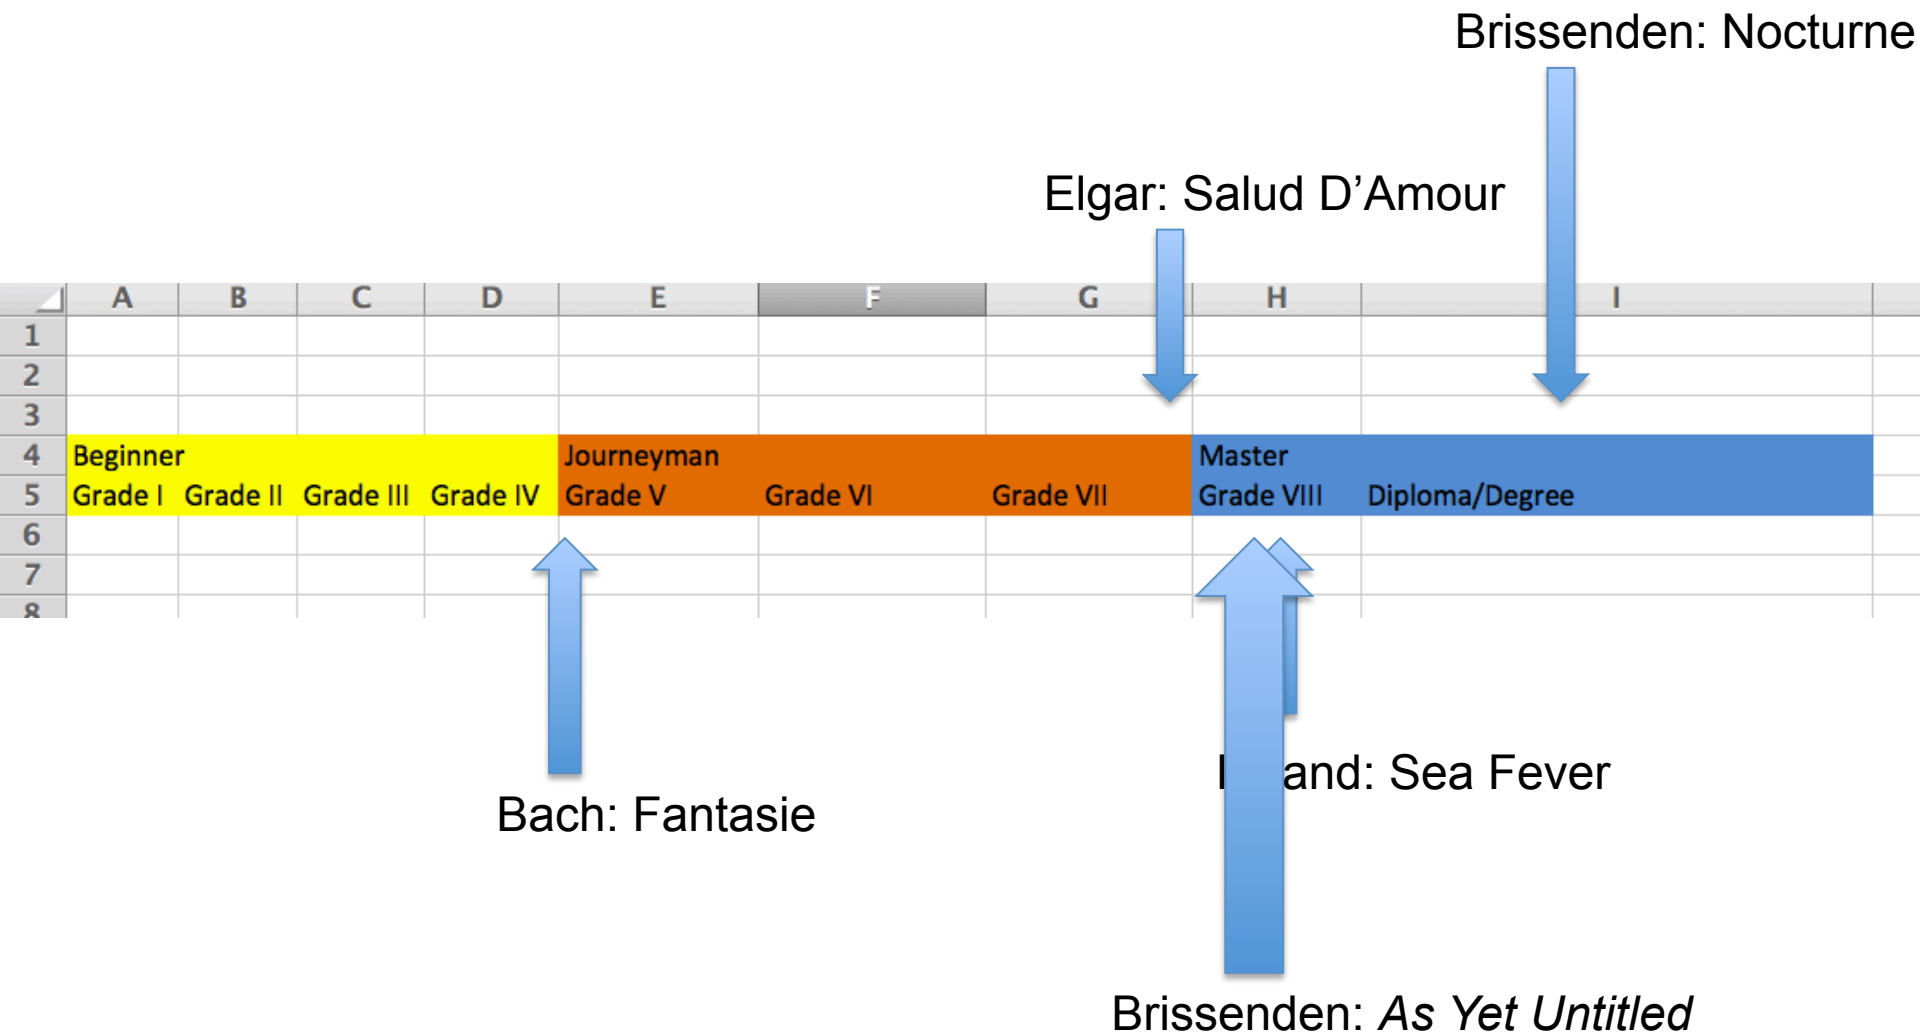 Brissenden: Nocturne
Elgar: Salud D’Amour
A B C D E F G H I
1
2
3
4 Beginner Journeyman Master
5 Grade I Grade II Grade III Grade IV Grade V Grade VI Grade VII Grade VIII Diploma/Degree
6
7
8
Sea Fever
Bach: Fantasie
Brissenden: As Yet Untitled